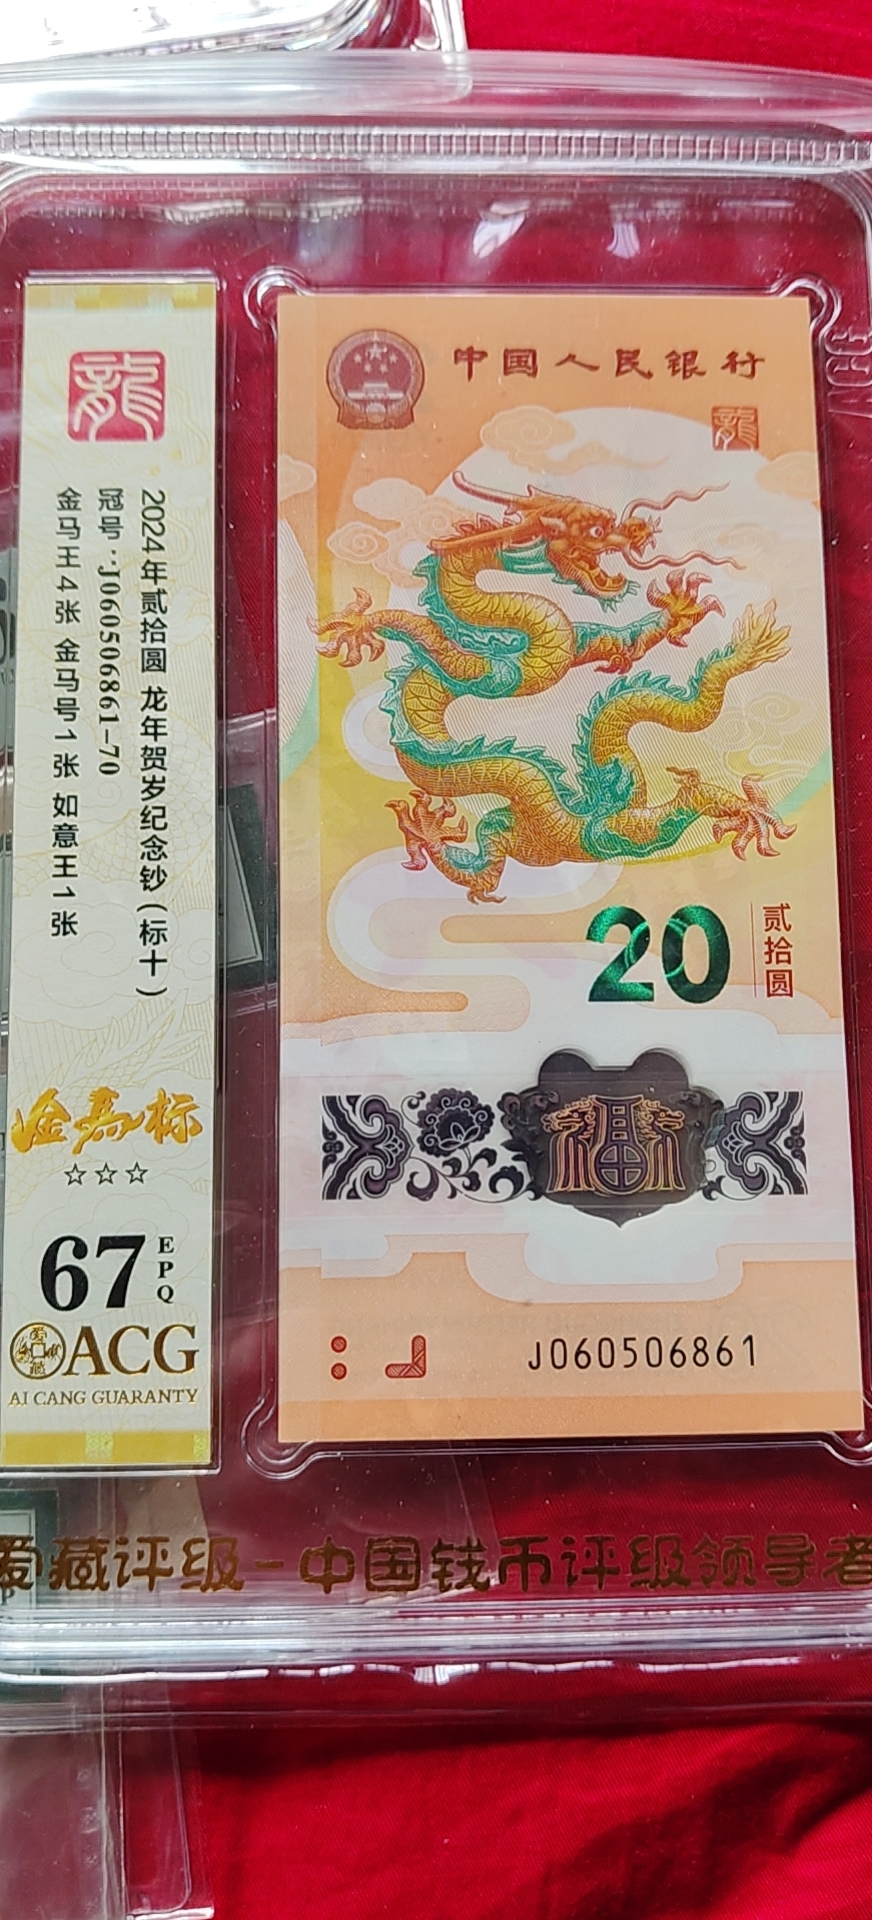 龍
2024年贰拾圆 龙年贺岁纪念钞(标十)
冠号:J060506861-70
金马王4张 金马号1张 如意王1张
金马标
☆☆☆
67 EPQ
爱藏
ACG
AI CANG GUARANTY
中国人民银行
龍
20
贰拾圆
福
J060506861
爱藏评级-中国钱币评级领导者